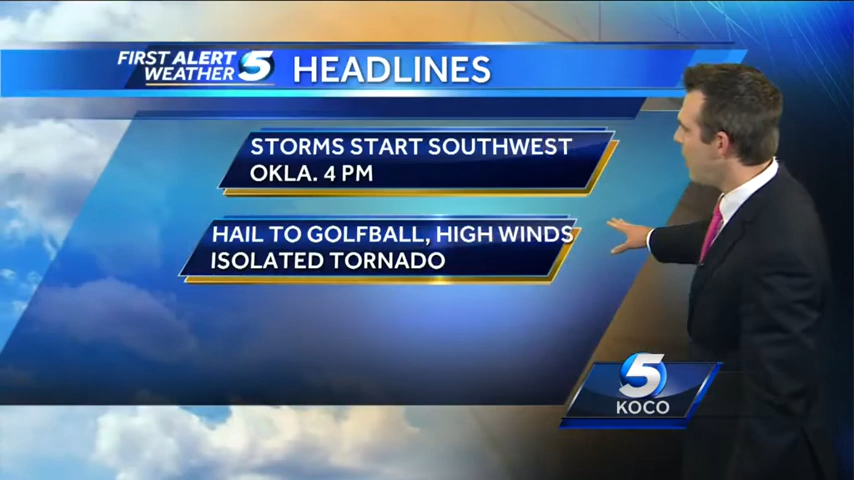 FIRST ALERT
WEATHER 5
HEADLINES
STORMS START SOUTHWEST
OKLA. 4 PM
HAIL TO GOLFBALL, HIGH WINDS
ISOLATED TORNADO
5
KOCO